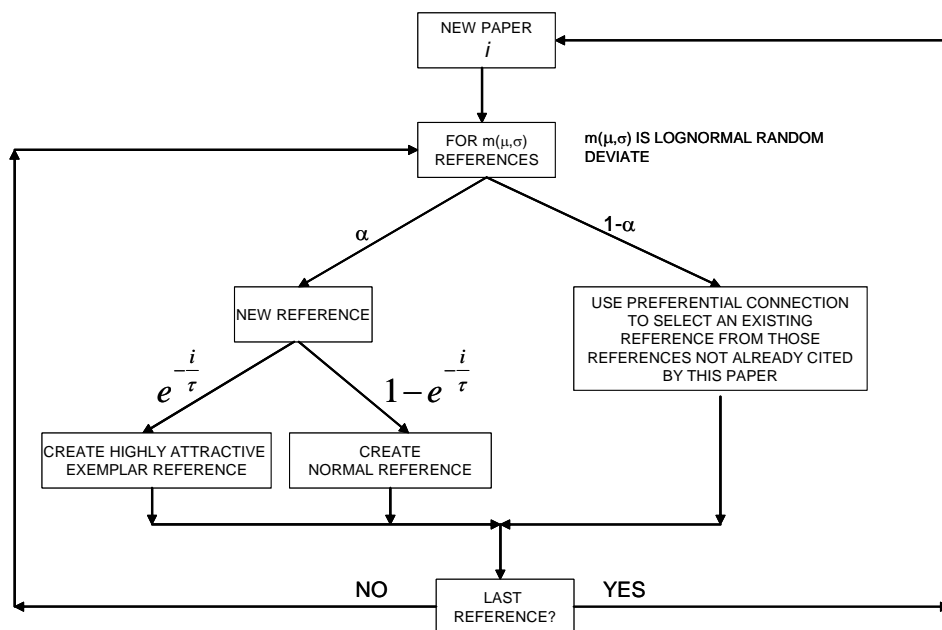 NEW PAPER
i
FOR m(μ,σ)
REFERENCES
m(μ,σ) IS LOGNORMAL RANDOM
DEVIATE
α
1-α
NEW REFERENCE
USE PREFERENTIAL CONNECTION
TO SELECT AN EXISTING
REFERENCE FROM THOSE
REFERENCES NOT ALREADY CITED
BY THIS PAPER
e^{-\frac{i}{τ}}
1-e^{-\frac{i}{τ}}
CREATE HIGHLY ATTRACTIVE
EXEMPLAR REFERENCE
CREATE
NORMAL REFERENCE
NO
YES
LAST
REFERENCE?